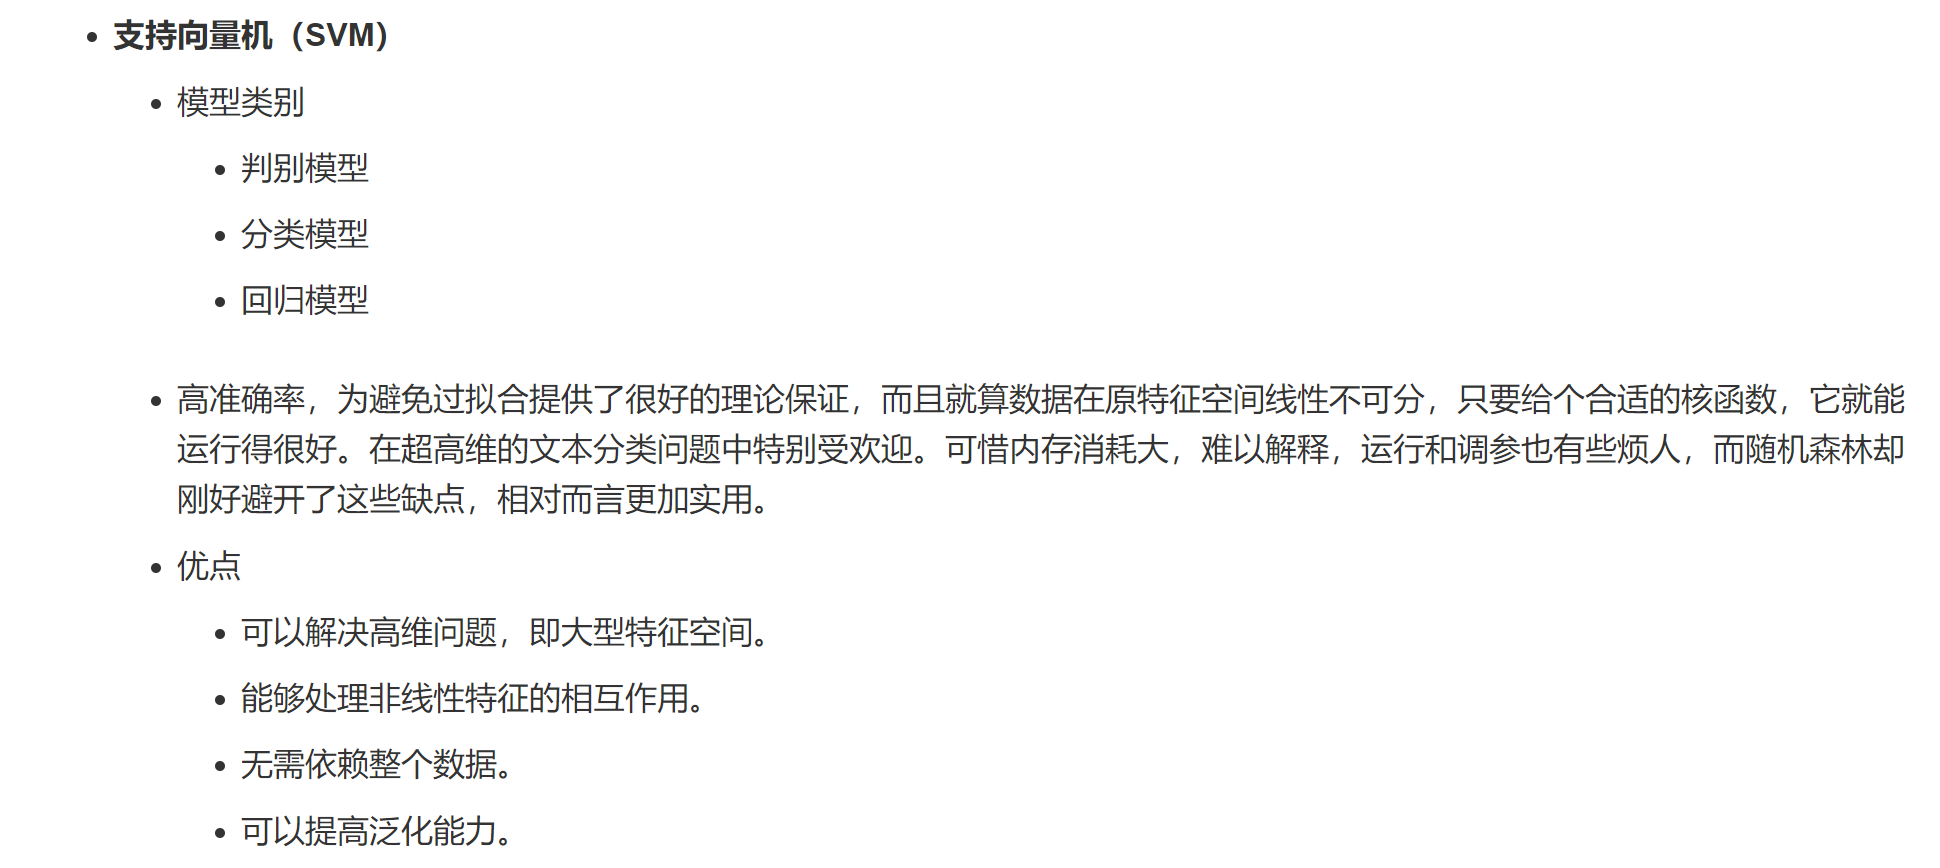 支持向量机（SVM）
模型类别
判别模型
分类模型
回归模型
高准确率，为避免过拟合提供了很好的理论保证，而且就算数据在原特征空间线性不可分，只要给个合适的核函数，它就能
运行得很好。在超高维的文本分类问题中特别受欢迎。可惜内存消耗大，难以解释，运行和调参也有些烦人，而随机森林却
刚好避开了这些缺点，相对而言更加实用。
优点
可以解决高维问题，即大型特征空间。
能够处理非线性特征的相互作用。
无需依赖整个数据。
可以提高泛化能力。